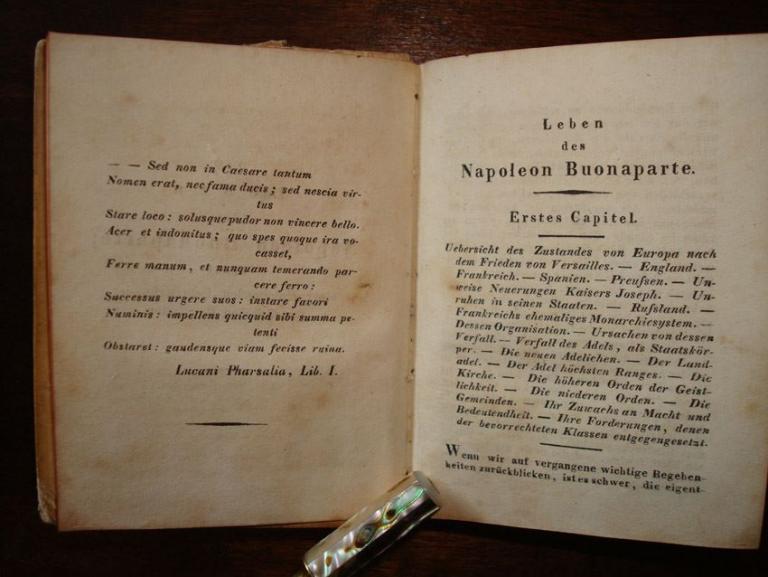 — — Sed non in Caesare tantum
Nomen erat, nec fama ducis; sed nescia vir-
tus
Stare loco: solusque pudor non vincere bello.
Acer et indomitus; quo spes quoque ira vo-
casset,
Ferre manum, et nunquam temerando par-
cere ferro:
Successus urgere suos: instare favori
Numinis: impellens quicquid sibi summa pe-
tenti
Obstaret: gaudensque viam fecisse ruina.
Lucani Pharsalia, Lib. I.
Leben
des
Napoleon Buonaparte.
Erstes Capitel.
Uebersicht des Zustandes von Europa nach
dem Frieden von Versailles. — England. —
Frankreich. — Spanien. — Preufsen. — Un-
weise Neuerungen Kaisers Joseph. — Un-
ruhen in seinen Staaten. — Rufsland. —
Frankreichs ehemaliges Monarchicsystem. —
Dessen Organisation. — Ursachen von dessen
Verfall. — Verfall des Adels, als Staatskör-
per. — Die neuen Adelichen. — Der Land-
adel. — Der Adel höchsten Ranges. — Die
Kirche. — Die höheren Orden der Geist-
lichkeit. — Die niederen Orden. — Die
Gemeinden. — Ihr Zuwachs an Macht und
Bedeutendheit. — Ihre Forderungen, denen
der bevorrechteten Klassen entgegengesetzt.
Wenn wir auf vergangene wichtige Begeben-
heiten zurückblicken, ist es schwer, die eigent-